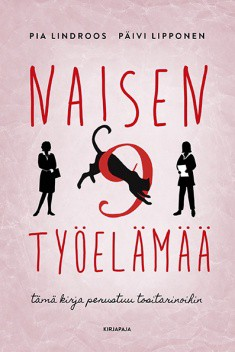 PIA LINDROOS PÄIVI LIPPONEN
NAISEN
9
TYÖELÄMÄÄ
tämä kirja perustuu tositarinoihin
KIRJAPAJA